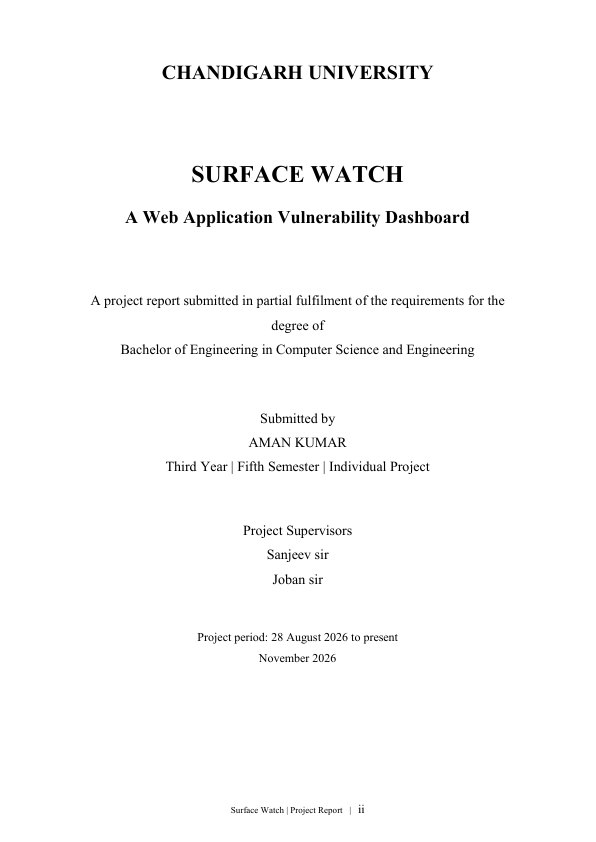 CHANDIGARH UNIVERSITY
SURFACE WATCH
A Web Application Vulnerability Dashboard
A project report submitted in partial fulfilment of the requirements for the
degree of
Bachelor of Engineering in Computer Science and Engineering
Submitted by
AMAN KUMAR
Third Year | Fifth Semester | Individual Project
Project Supervisors
Sanjeev sir
Joban sir
Project period: 28 August 2026 to present
November 2026
Surface Watch | Project Report | ii